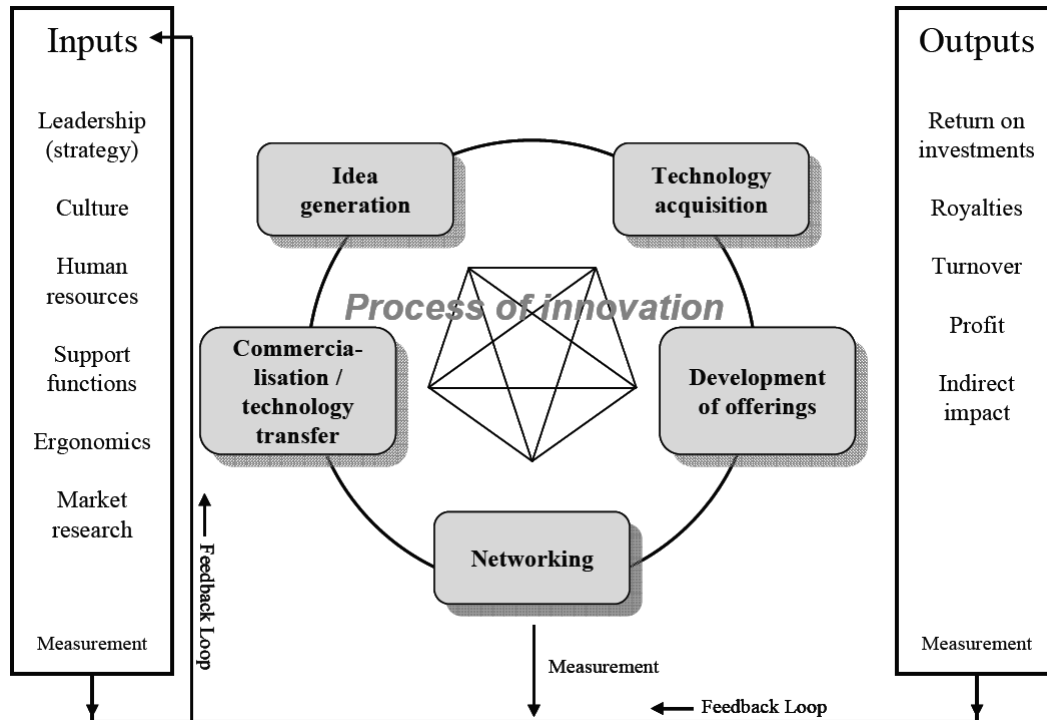 Inputs
Leadership
(strategy)
Culture
Human
resources
Support
functions
Ergonomics
Market
research
Measurement
Idea
generation
Technology
acquisition
Process of innovation
Commercia-
lisation /
technology
transfer
Development
of offerings
Networking
Feedback Loop
Measurement
Feedback Loop
Outputs
Return on
investments
Royalties
Turnover
Profit
Indirect
impact
Measurement